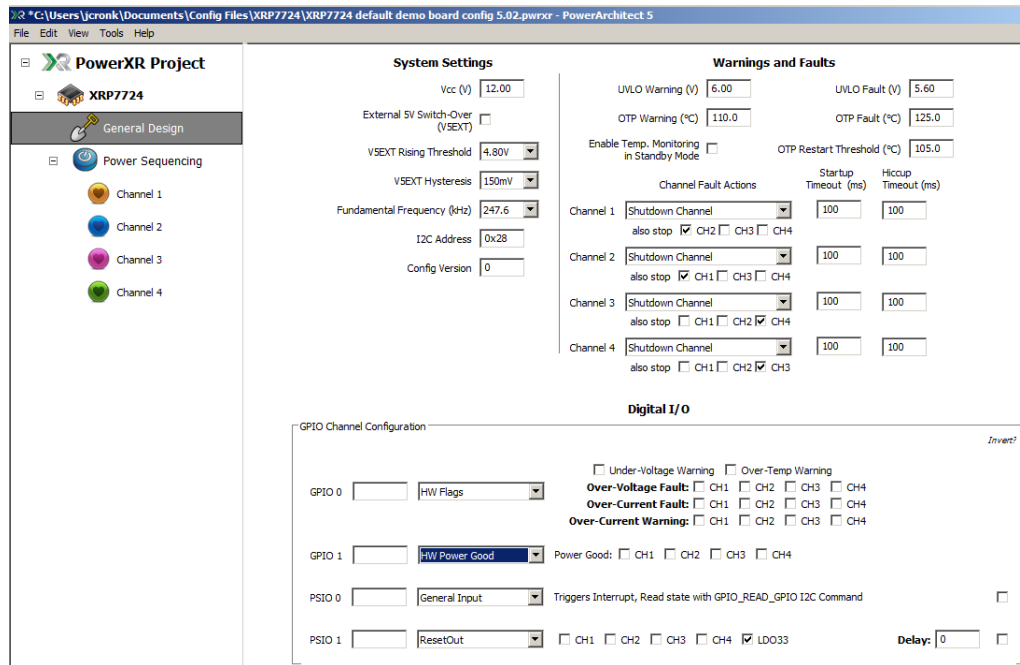 *C:\Users\jcronk\Documents\Config Files\XRP7724\XRP7724 default demo board config 5.02.pwrxr - PowerArchitect 5
File Edit View Tools Help
PowerXR Project
XRP7724
General Design
Power Sequencing
Channel 1
Channel 2
Channel 3
Channel 4
System Settings
Vcc (V) 12.00
External 5V Switch-Over
(V5EXT)
V5EXT Rising Threshold 4.80V
V5EXT Hysteresis 150mV
Fundamental Frequency (kHz) 247.6
I2C Address 0x28
Config Version 0
Warnings and Faults
UVLO Warning (V) 6.00 UVLO Fault (V) 5.60
OTP Warning (ºC) 110.0 OTP Fault (ºC) 125.0
Enable Temp. Monitoring
in Standby Mode
OTP Restart Threshold (ºC) 105.0
Channel Fault Actions
Startup
Timeout (ms)
Hiccup
Timeout (ms)
Channel 1 Shutdown Channel 100 100
also stop CH2 CH3 CH4
Channel 2 Shutdown Channel 100 100
also stop CH1 CH3 CH4
Channel 3 Shutdown Channel 100 100
also stop CH1 CH2 CH4
Channel 4 Shutdown Channel 100 100
also stop CH1 CH2 CH3
Digital I/O
GPIO Channel Configuration
Invert?
Under-Voltage Warning Over-Temp Warning
GPIO 0 HW Flags
Over-Voltage Fault: CH1 CH2 CH3 CH4
Over-Current Fault: CH1 CH2 CH3 CH4
Over-Current Warning: CH1 CH2 CH3 CH4
GPIO 1 HW Power Good Power Good: CH1 CH2 CH3 CH4
PSIO 0 General Input Triggers Interrupt, Read state with GPIO_READ_GPIO I2C Command
PSIO 1 ResetOut CH1 CH2 CH3 CH4 LDO33 Delay: 0